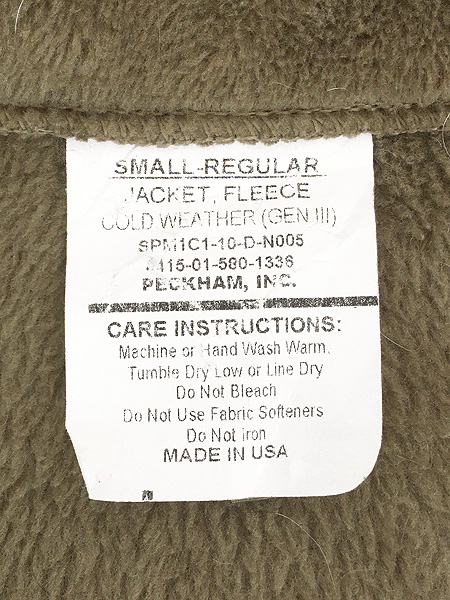 SMALL-REGULAR
JACKET, FLEECE
COLD WEATHER (GEN III)
SPM1C1-10-D-N005
8415-01-580-1336
PECKHAM, INC.
CARE INSTRUCTIONS:
Machine or Hand Wash Warm,
Tumble Dry Low or Line Dry
Do Not Bleach
Do Not Use Fabric Softeners
Do Not Iron
MADE IN USA